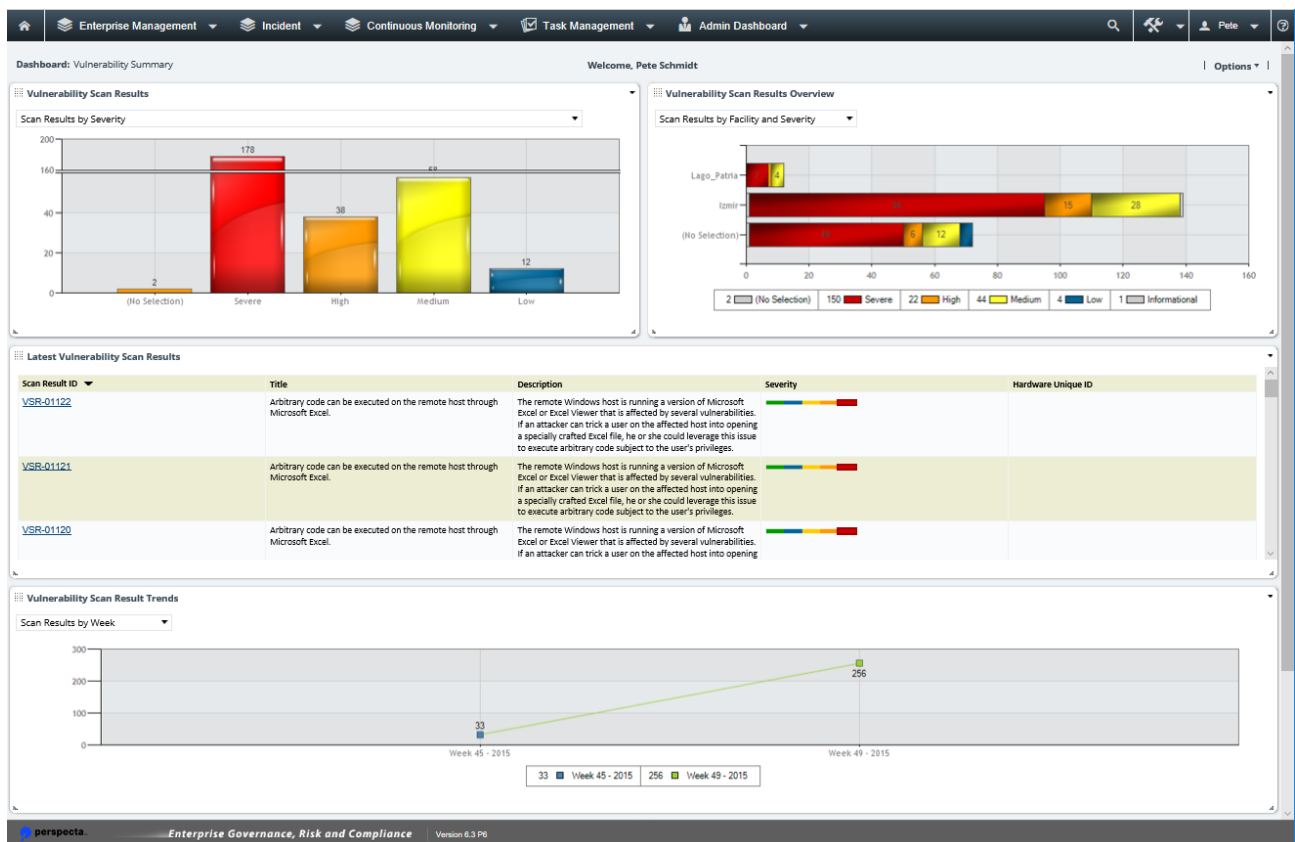 Enterprise Management Incident Continuous Monitoring Task Management Admin Dashboard Pete
Dashboard: Vulnerability Summary
Welcome, Pete Schmidt
Options
Vulnerability Scan Results
Scan Results by Severity
200
160
40
20
0
2
178
38
12
(No Selection) Severe High Medium Low
Vulnerability Scan Results Overview
Scan Results by Facility and Severity
Lago_Patria
4
Izmir
15 28
(No Selection)
6 12
0 20 40 60 80 100 120 140 160
2 (No Selection) 150 Severe 22 High 44 Medium 4 Low 1 Informational
Latest Vulnerability Scan Results
Scan Result ID Title Description Severity Hardware Unique ID
VSR-01122
Arbitrary code can be executed on the remote host through
Microsoft Excel.
The remote Windows host is running a version of Microsoft
Excel or Excel Viewer that is affected by several vulnerabilities.
If an attacker can trick a user on the affected host into opening
a specially crafted Excel file, he or she could leverage this issue
to execute arbitrary code subject to the user's privileges.
VSR-01121
Arbitrary code can be executed on the remote host through
Microsoft Excel.
The remote Windows host is running a version of Microsoft
Excel or Excel Viewer that is affected by several vulnerabilities.
If an attacker can trick a user on the affected host into opening
a specially crafted Excel file, he or she could leverage this issue
to execute arbitrary code subject to the user's privileges.
VSR-01120
Arbitrary code can be executed on the remote host through
Microsoft Excel.
The remote Windows host is running a version of Microsoft
Excel or Excel Viewer that is affected by several vulnerabilities.
If an attacker can trick a user on the affected host into opening
Vulnerability Scan Result Trends
Scan Results by Week
300
200
100
0
33
256
Week 45 - 2015 Week 49 - 2015
33 Week 45 - 2015 256 Week 49 - 2015
perspecta. Enterprise Governance, Risk and Compliance Version 6.3 P6